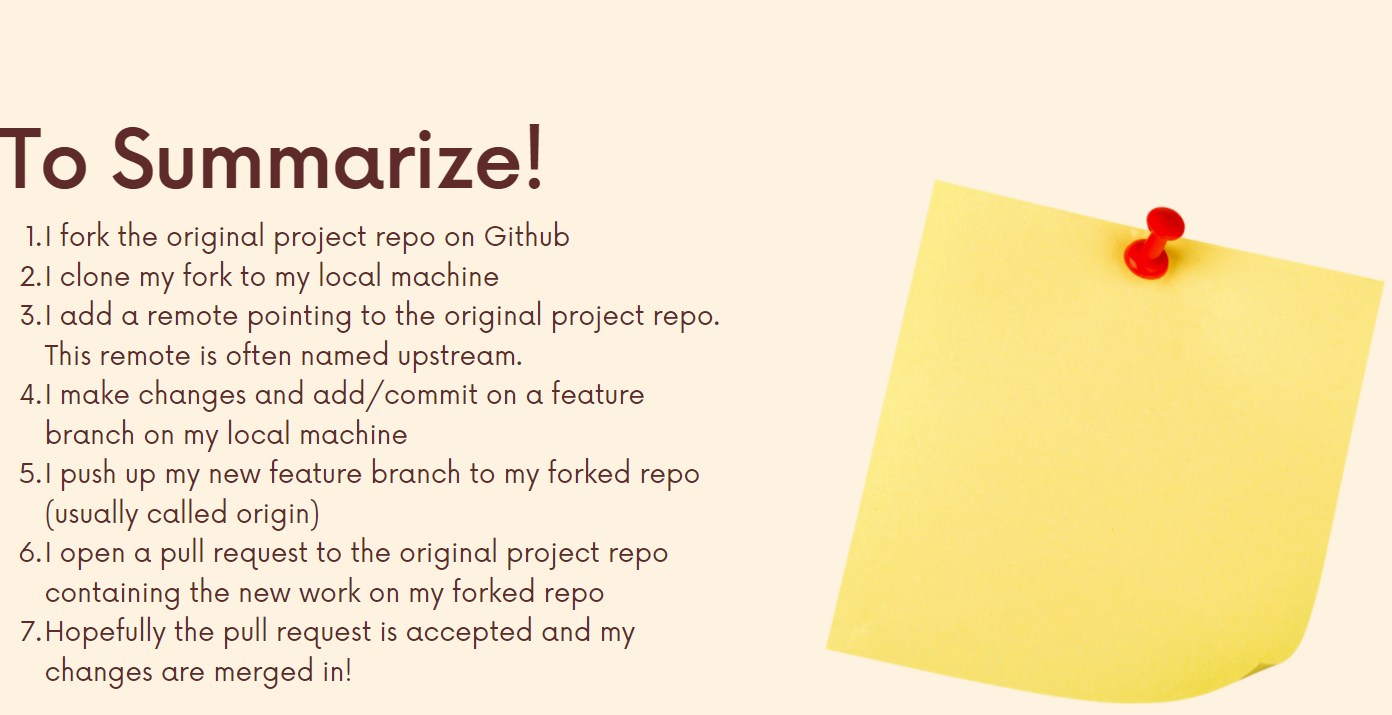 To Summarize!
1. I fork the original project repo on Github
2. I clone my fork to my local machine
3. I add a remote pointing to the original project repo.
This remote is often named upstream.
4. I make changes and add/commit on a feature
branch on my local machine
5. I push up my new feature branch to my forked repo
(usually called origin)
6. I open a pull request to the original project repo
containing the new work on my forked repo
7. Hopefully the pull request is accepted and my
changes are merged in!